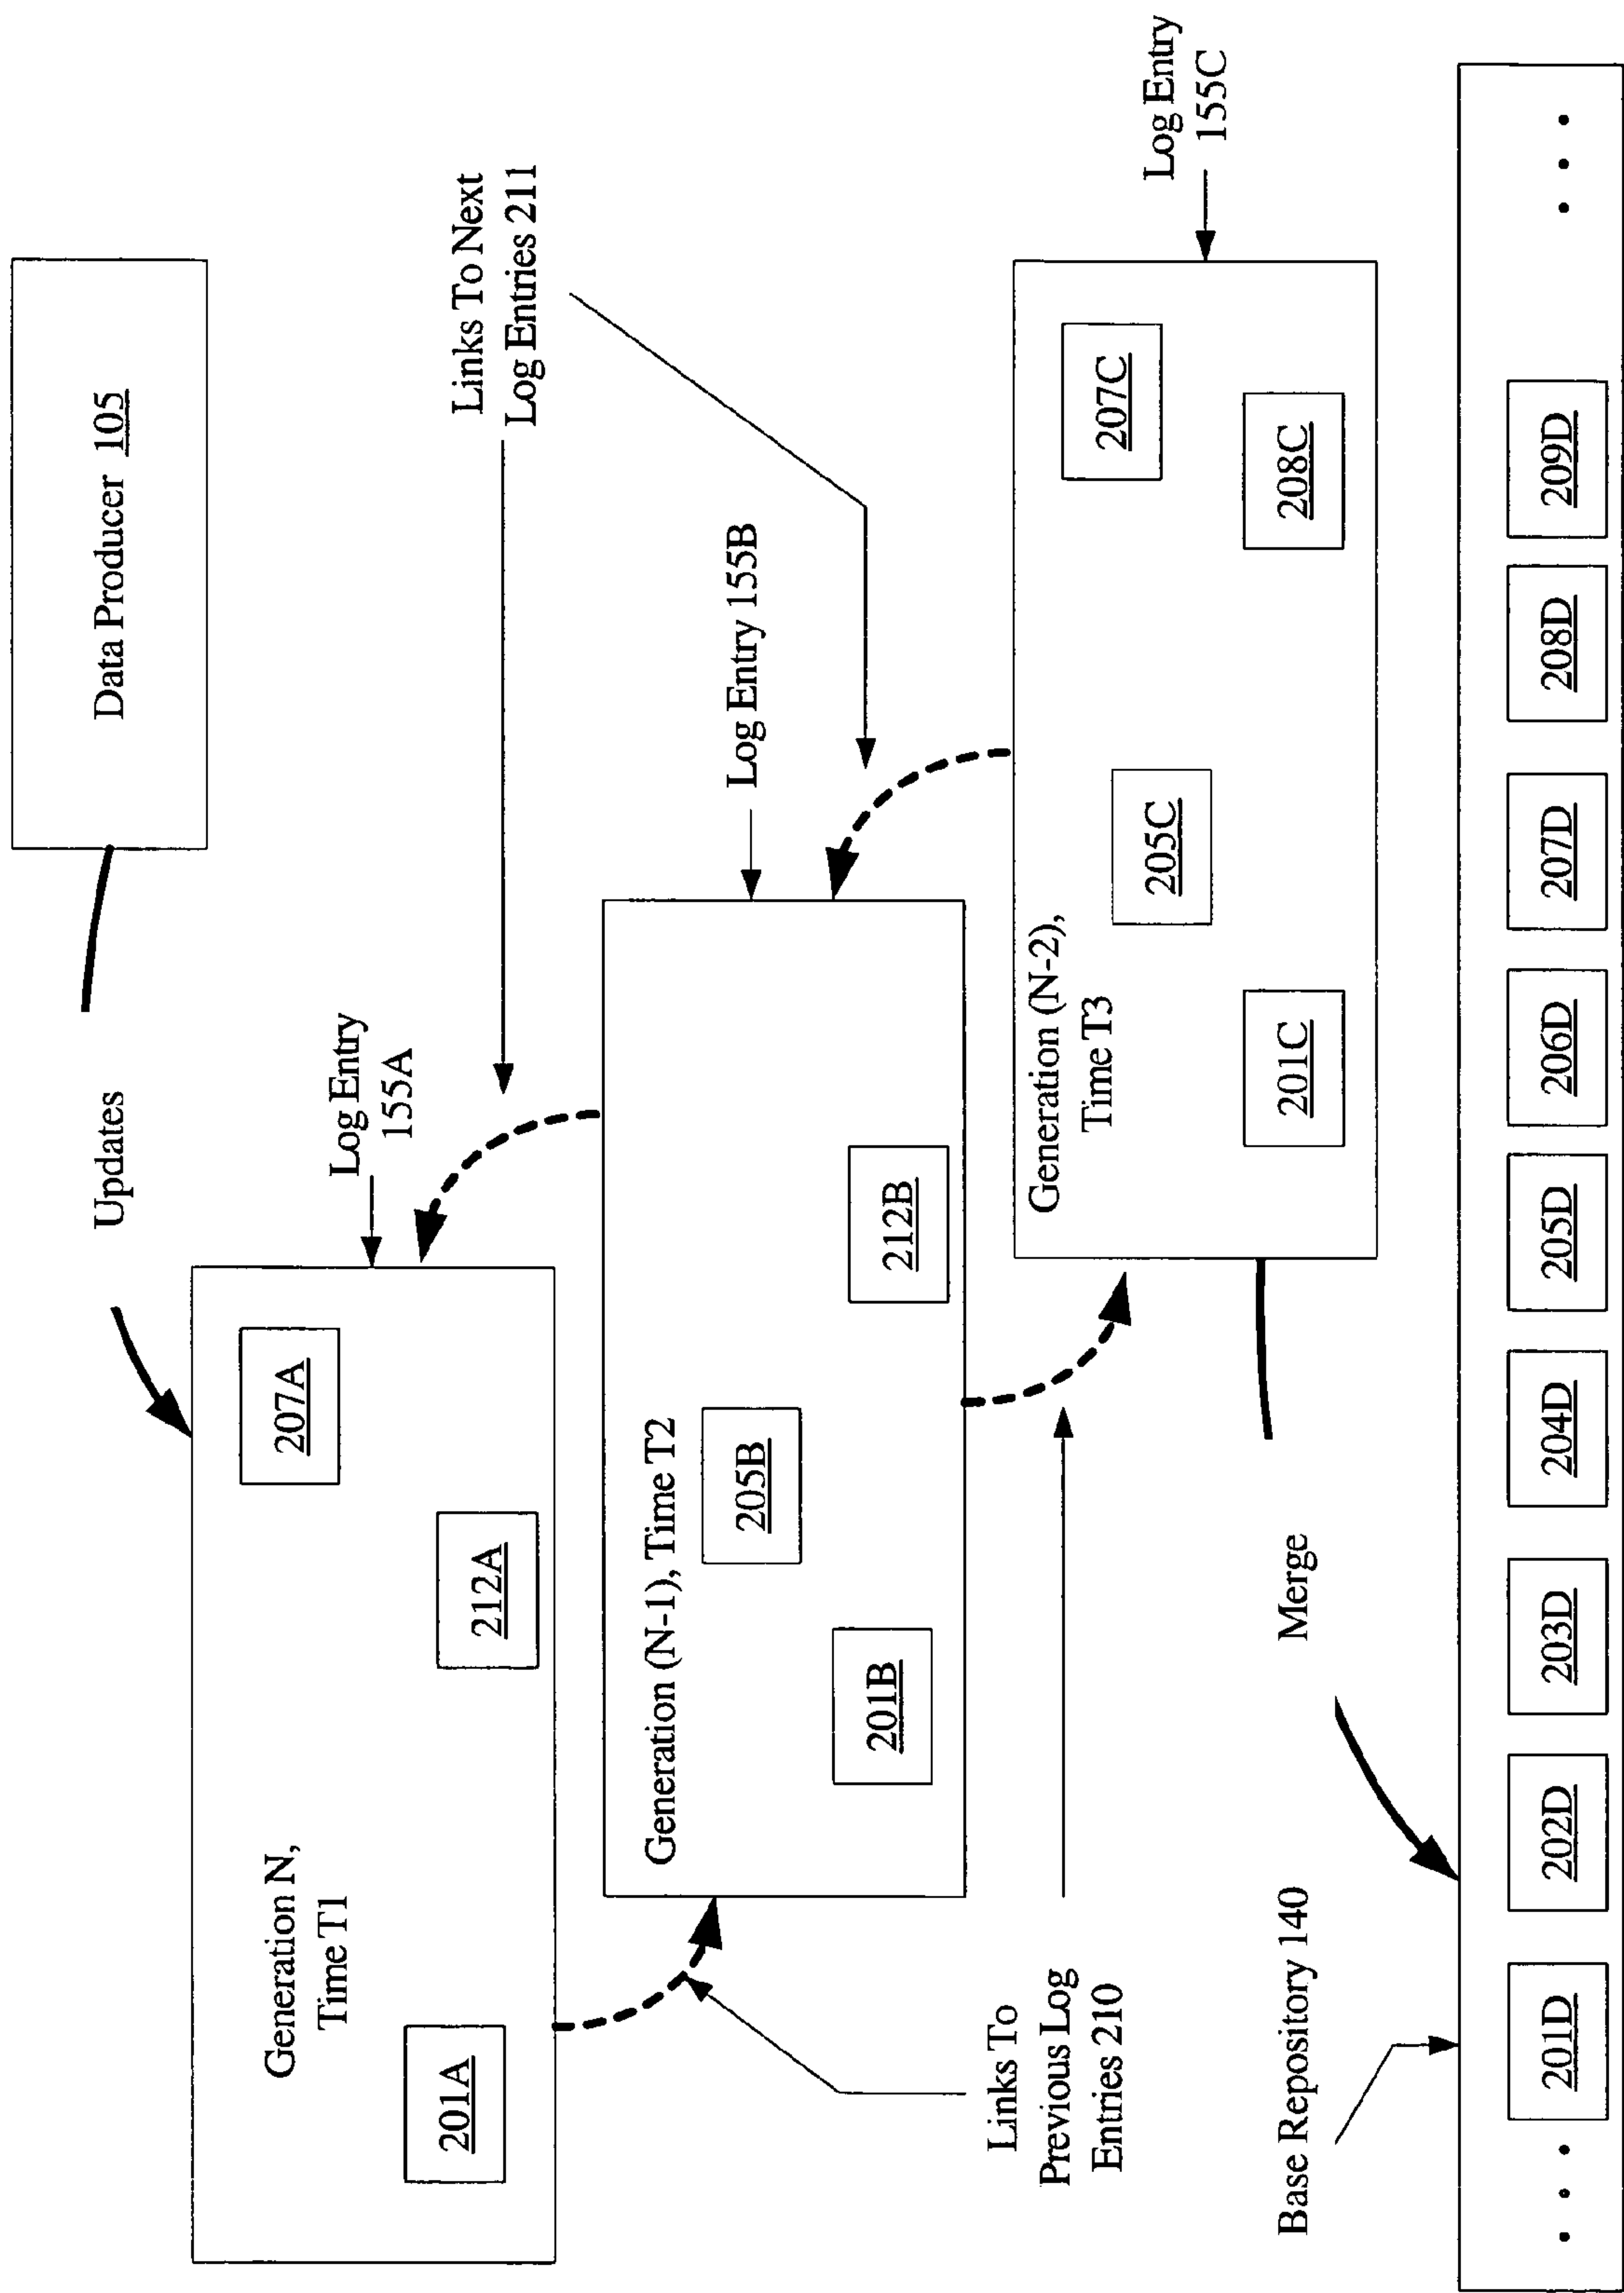 Data Producer 105
Updates
Log Entry
155A
Generation N,
Time T1
207A
212A
201A
Links To Next
Log Entries 211
Log Entry 155B
Generation (N-1), Time T2
205B
201B
212B
Links To
Previous Log
Entries 210
Log Entry
155C
Generation (N-2),
Time T3
207C
205C
201C
208C
Merge
Base Repository 140
. . .
201D
202D
203D
204D
205D
206D
207D
208D
209D
. . .